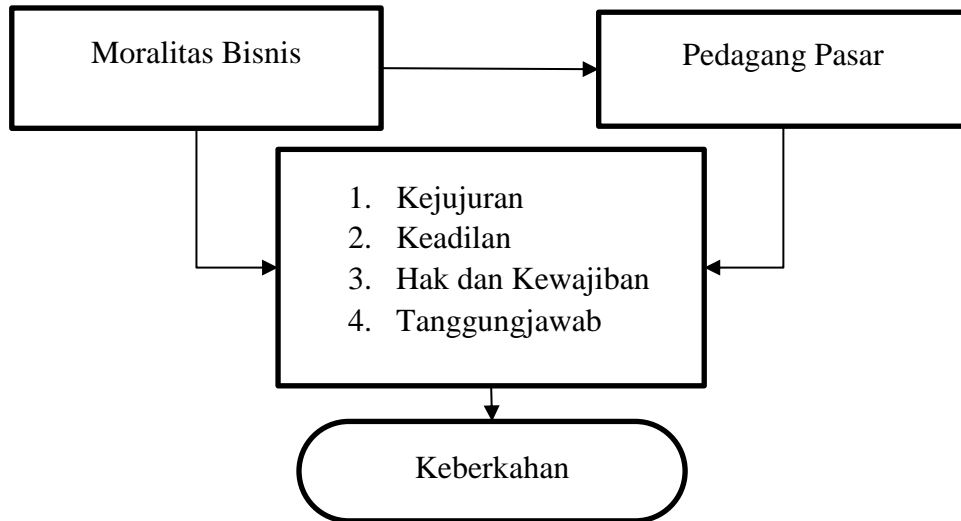 Moralitas Bisnis
Pedagang Pasar
1. Kejujuran
2. Keadilan
3. Hak dan Kewajiban
4. Tanggungjawab
Keberkahan